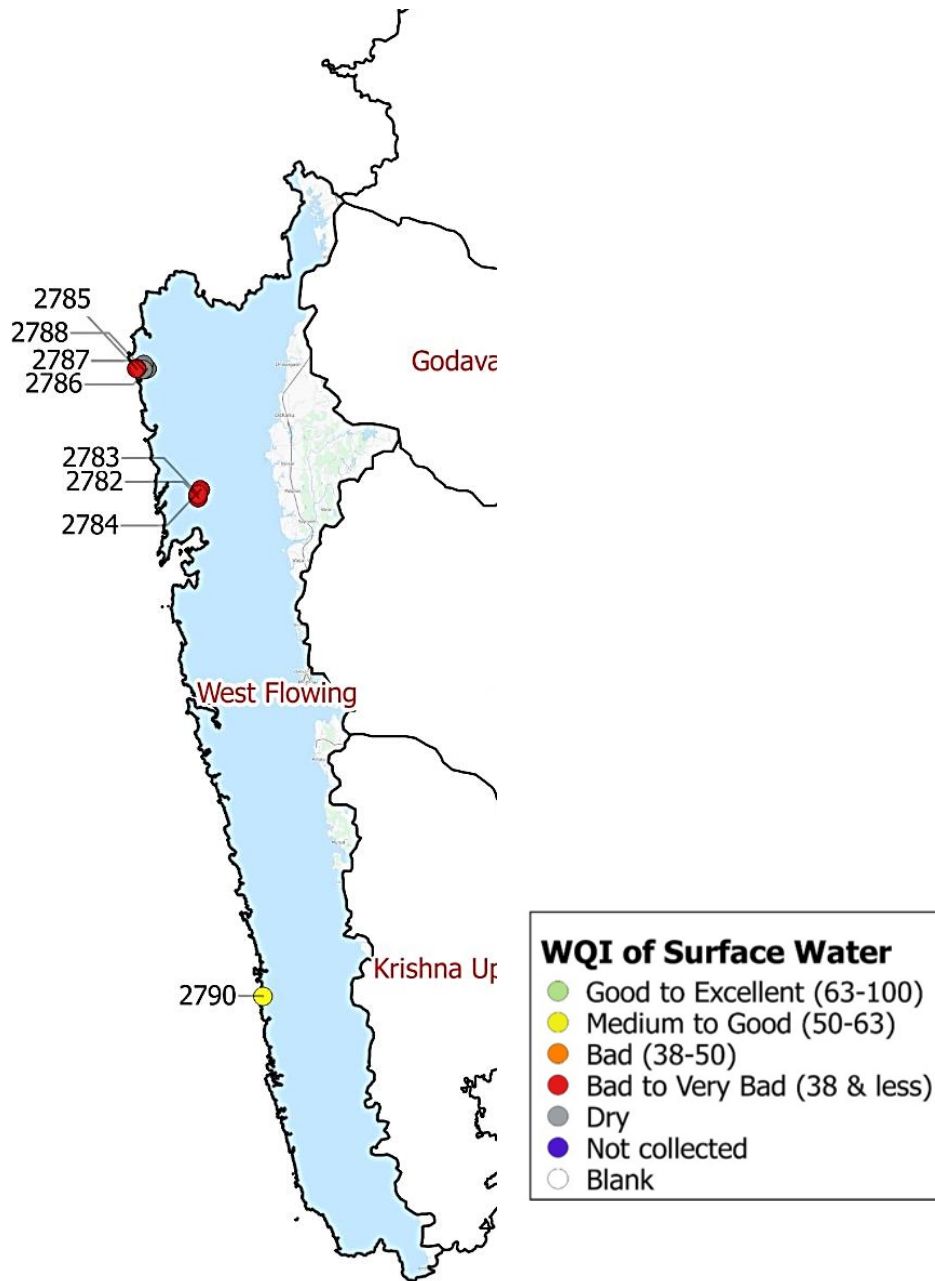 2785
2788
2787
2786
Godava
2783
2782
2784
West Flowing
Krishna Up
2790
WQI of Surface Water
Good to Excellent (63-100)
Medium to Good (50-63)
Bad (38-50)
Bad to Very Bad (38 & less)
Dry
Not collected
Blank